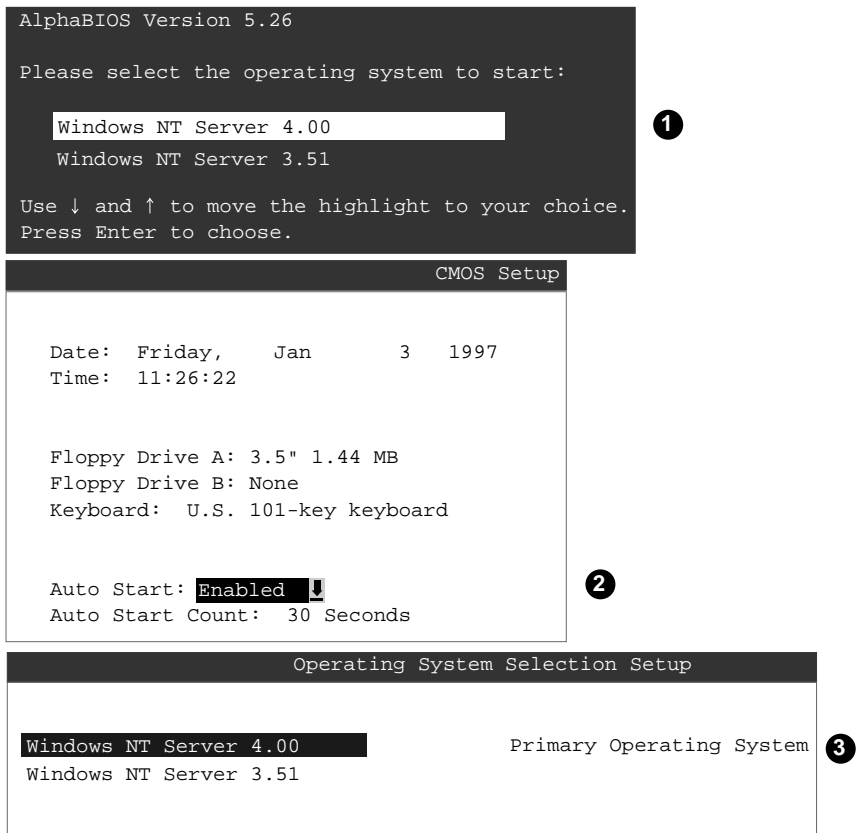 AlphaBIOS Version 5.26
Please select the operating system to start:
Windows NT Server 4.00
1
Windows NT Server 3.51
Use ↓ and ↑ to move the highlight to your choice.
Press Enter to choose.
CMOS Setup
Date: Friday, Jan 3 1997
Time: 11:26:22
Floppy Drive A: 3.5" 1.44 MB
Floppy Drive B: None
Keyboard: U.S. 101-key keyboard
Auto Start: Enabled ↓
2
Auto Start Count: 30 Seconds
Operating System Selection Setup
Windows NT Server 4.00 Primary Operating System
3
Windows NT Server 3.51